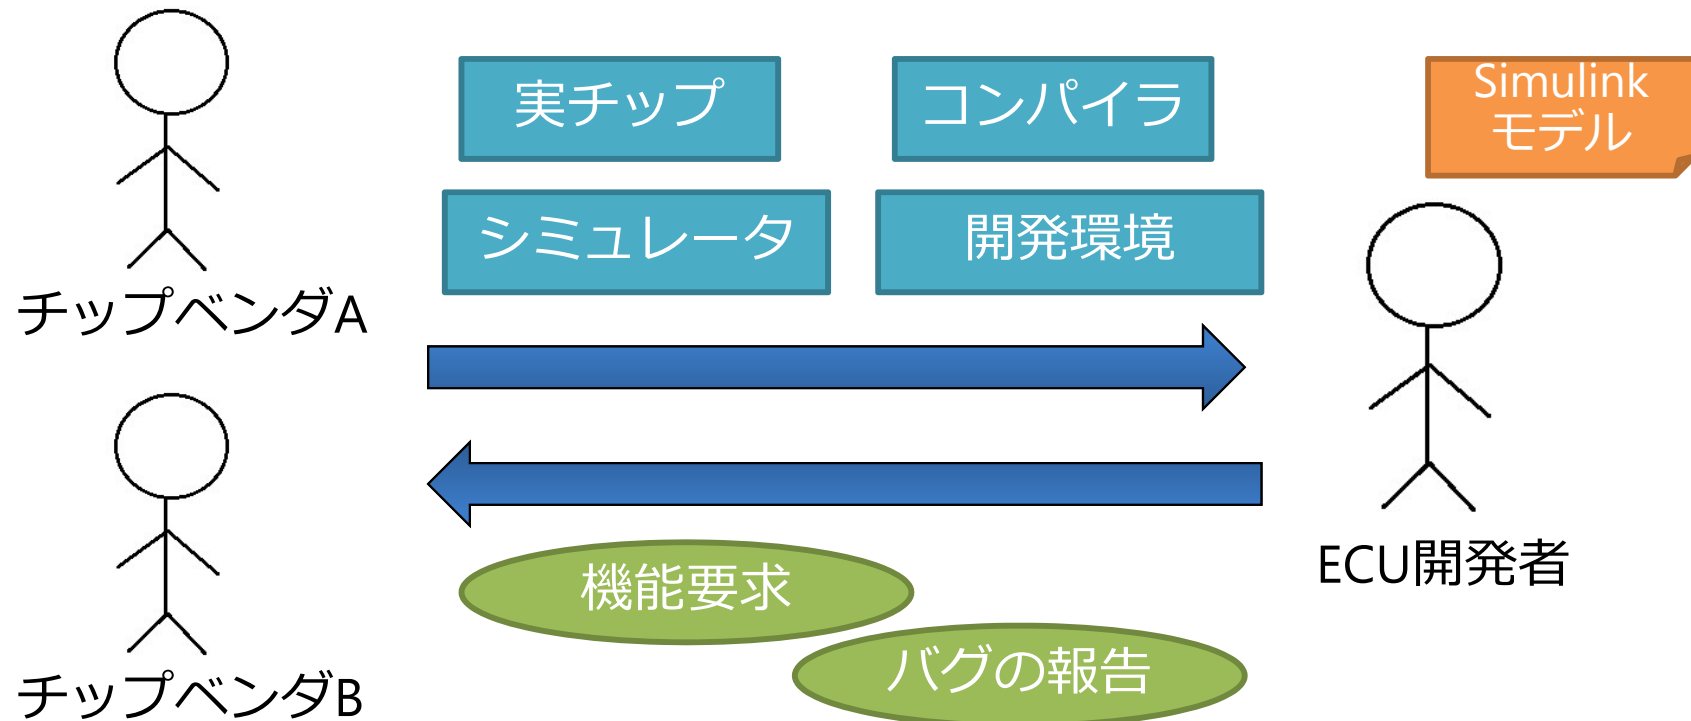 実チップ
コンパイラ
Simulink
モデル
シミュレータ
開発環境
チップベンダA
機能要求
ECU開発者
バグの報告
チップベンダB